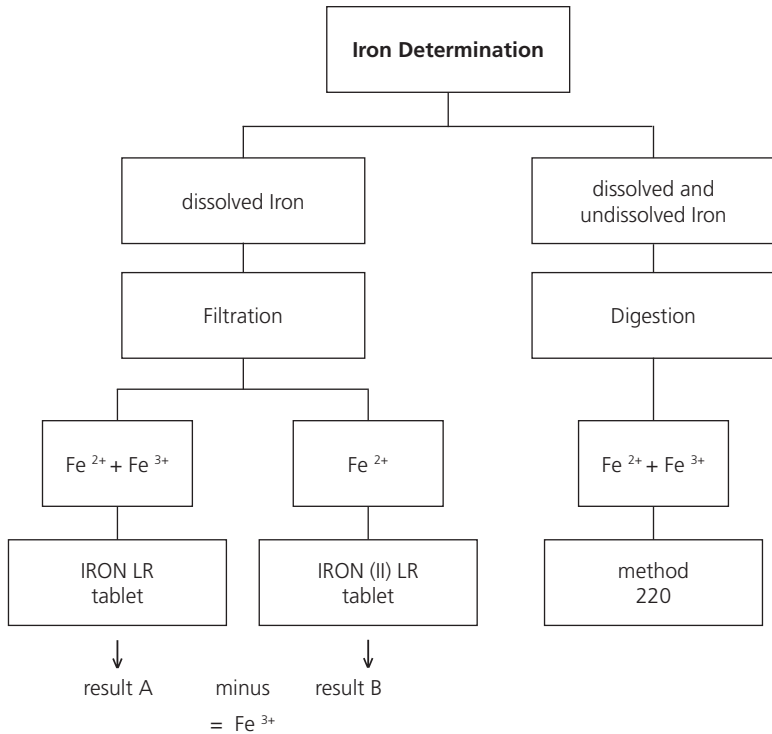 Iron Determination
dissolved Iron
dissolved and
undissolved Iron
Filtration
Digestion
Fe ²⁺ + Fe ³⁺
Fe ²⁺
Fe ²⁺ + Fe ³⁺
IRON LR
tablet
IRON (II) LR
tablet
method
220
result A minus result B
= Fe ³⁺